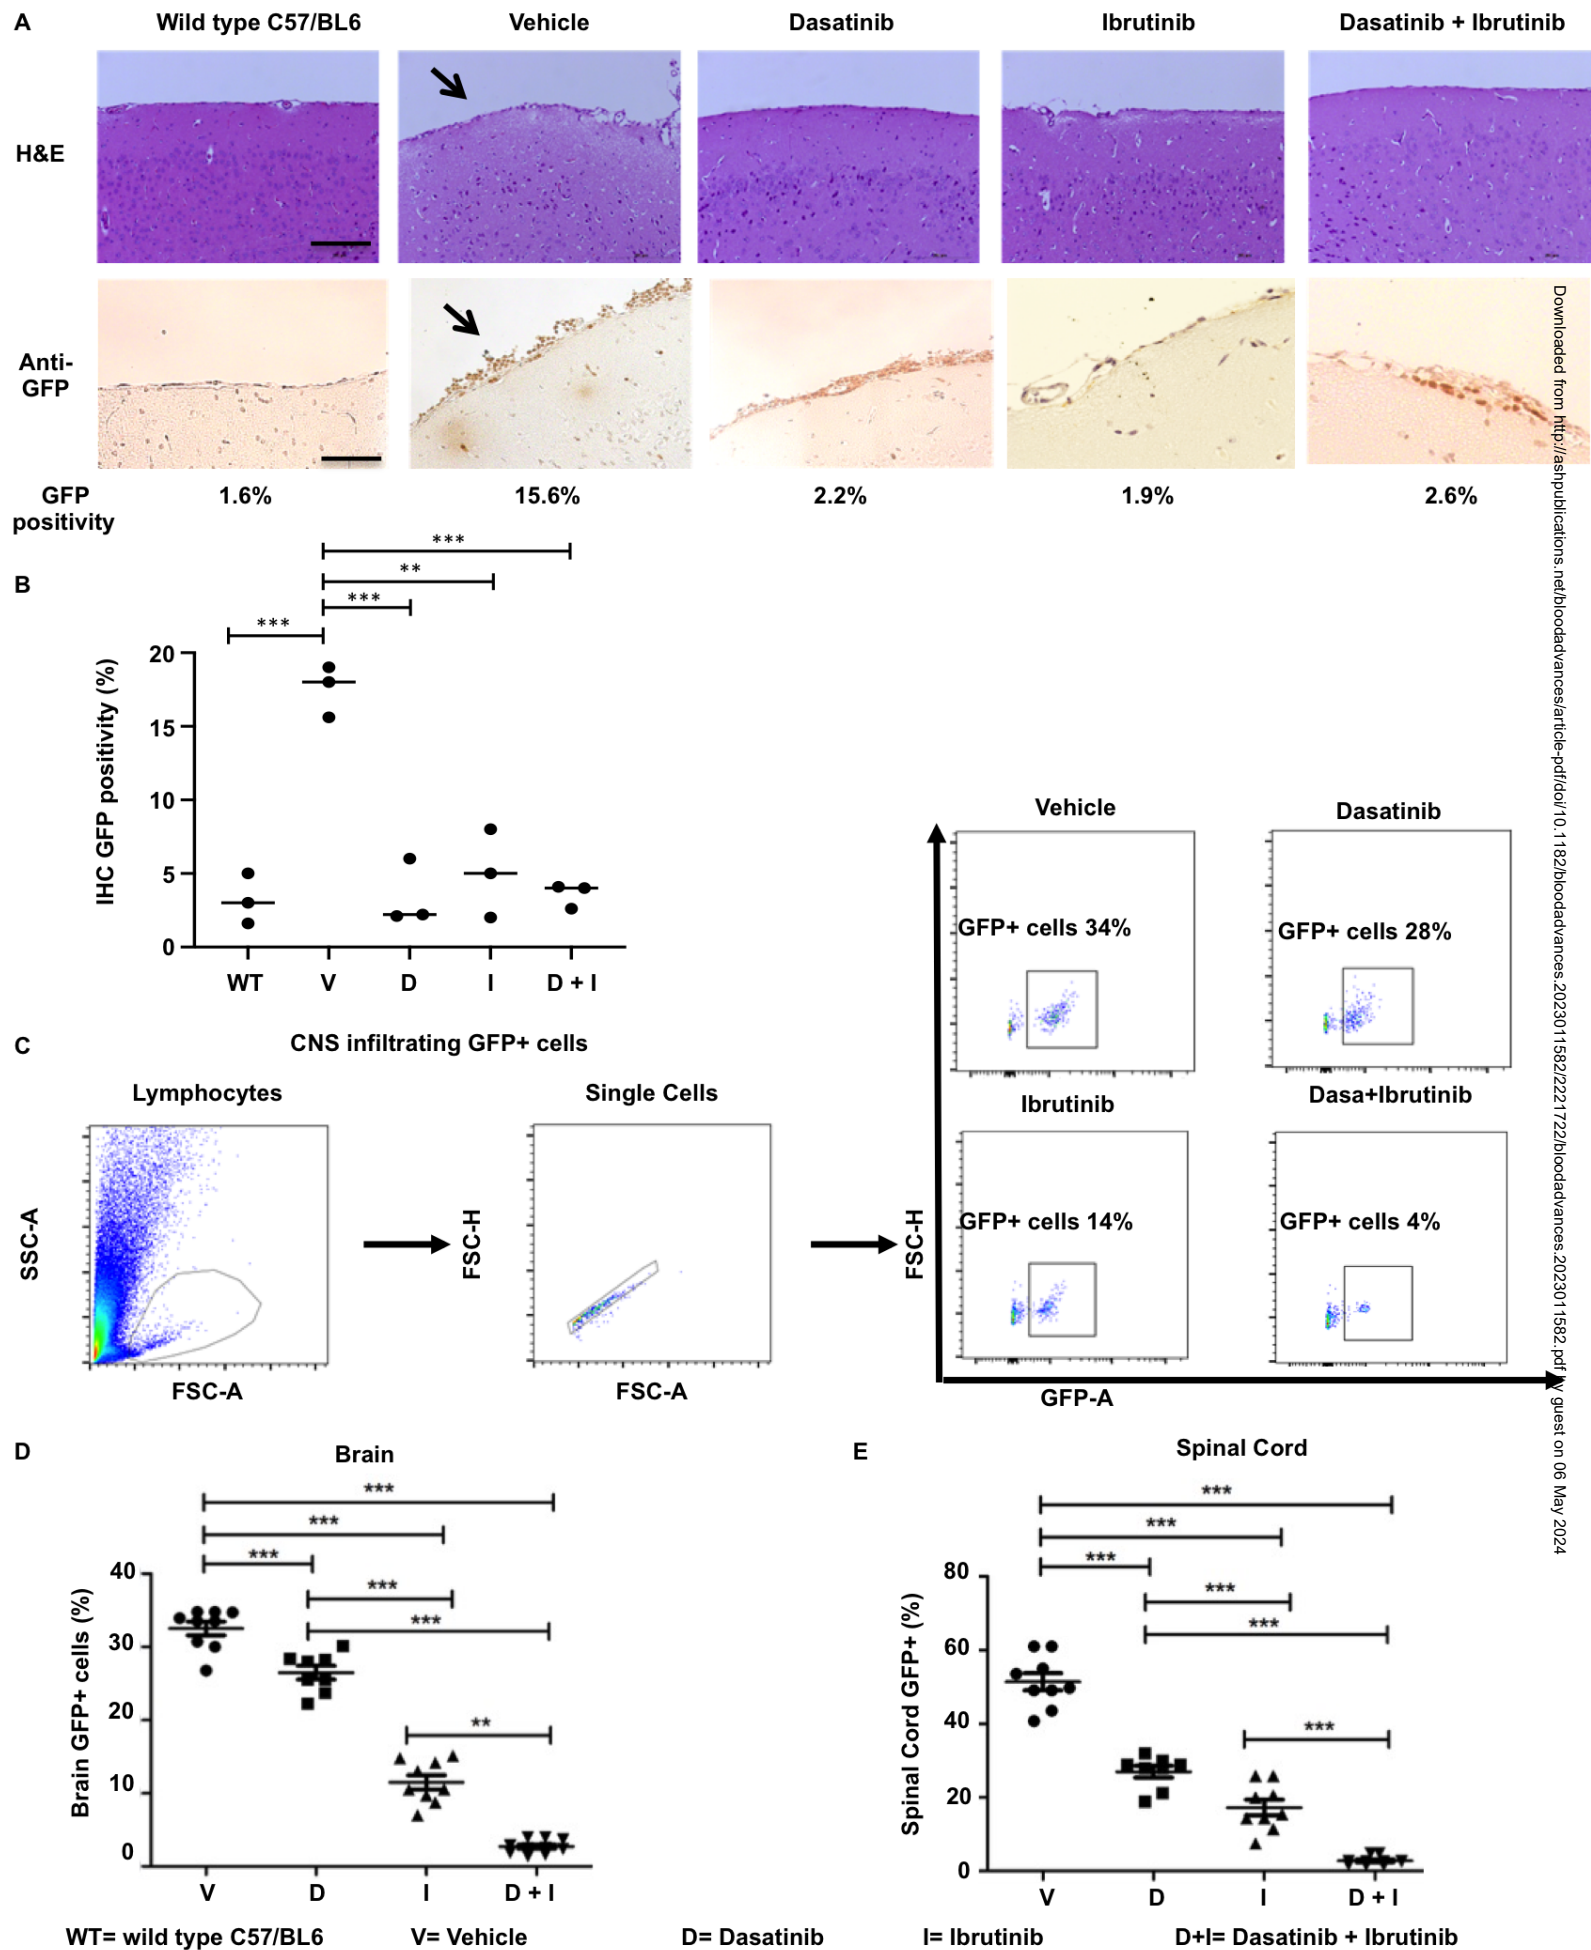 A
Wild type C57/BL6
Vehicle
Dasatinib
Ibrutinib
Dasatinib + Ibrutinib
H&E
Anti-
GFP
GFP
positivity
1.6%
15.6%
2.2%
1.9%
2.6%
B
***
**
***
***
IHC GFP positivity (%)
20
15
10
5
0
WT
V
D
I
D + I
C
CNS infiltrating GFP+ cells
Lymphocytes
SSC-A
FSC-A
Single Cells
FSC-H
FSC-A
FSC-H
Vehicle
GFP+ cells 34%
Dasatinib
GFP+ cells 28%
Ibrutinib
GFP+ cells 14%
Dasa+Ibrutinib
GFP+ cells 4%
GFP-A
D
Brain
***
***
***
***
***
**
Brain GFP+ cells (%)
40
30
20
10
0
V
D
I
D + I
E
Spinal Cord
***
***
***
***
***
***
Spinal Cord GFP+ (%)
80
60
40
20
0
V
D
I
D + I
WT= wild type C57/BL6
V= Vehicle
D= Dasatinib
I= Ibrutinib
D+I= Dasatinib + Ibrutinib
Downloaded from http://ashpublications.net/bloodadvances/article-pdf/doi/10.1182/bloodadvances.2023011582/2221722/bloodadvances.2023011582.pdf by guest on 06 May 2024